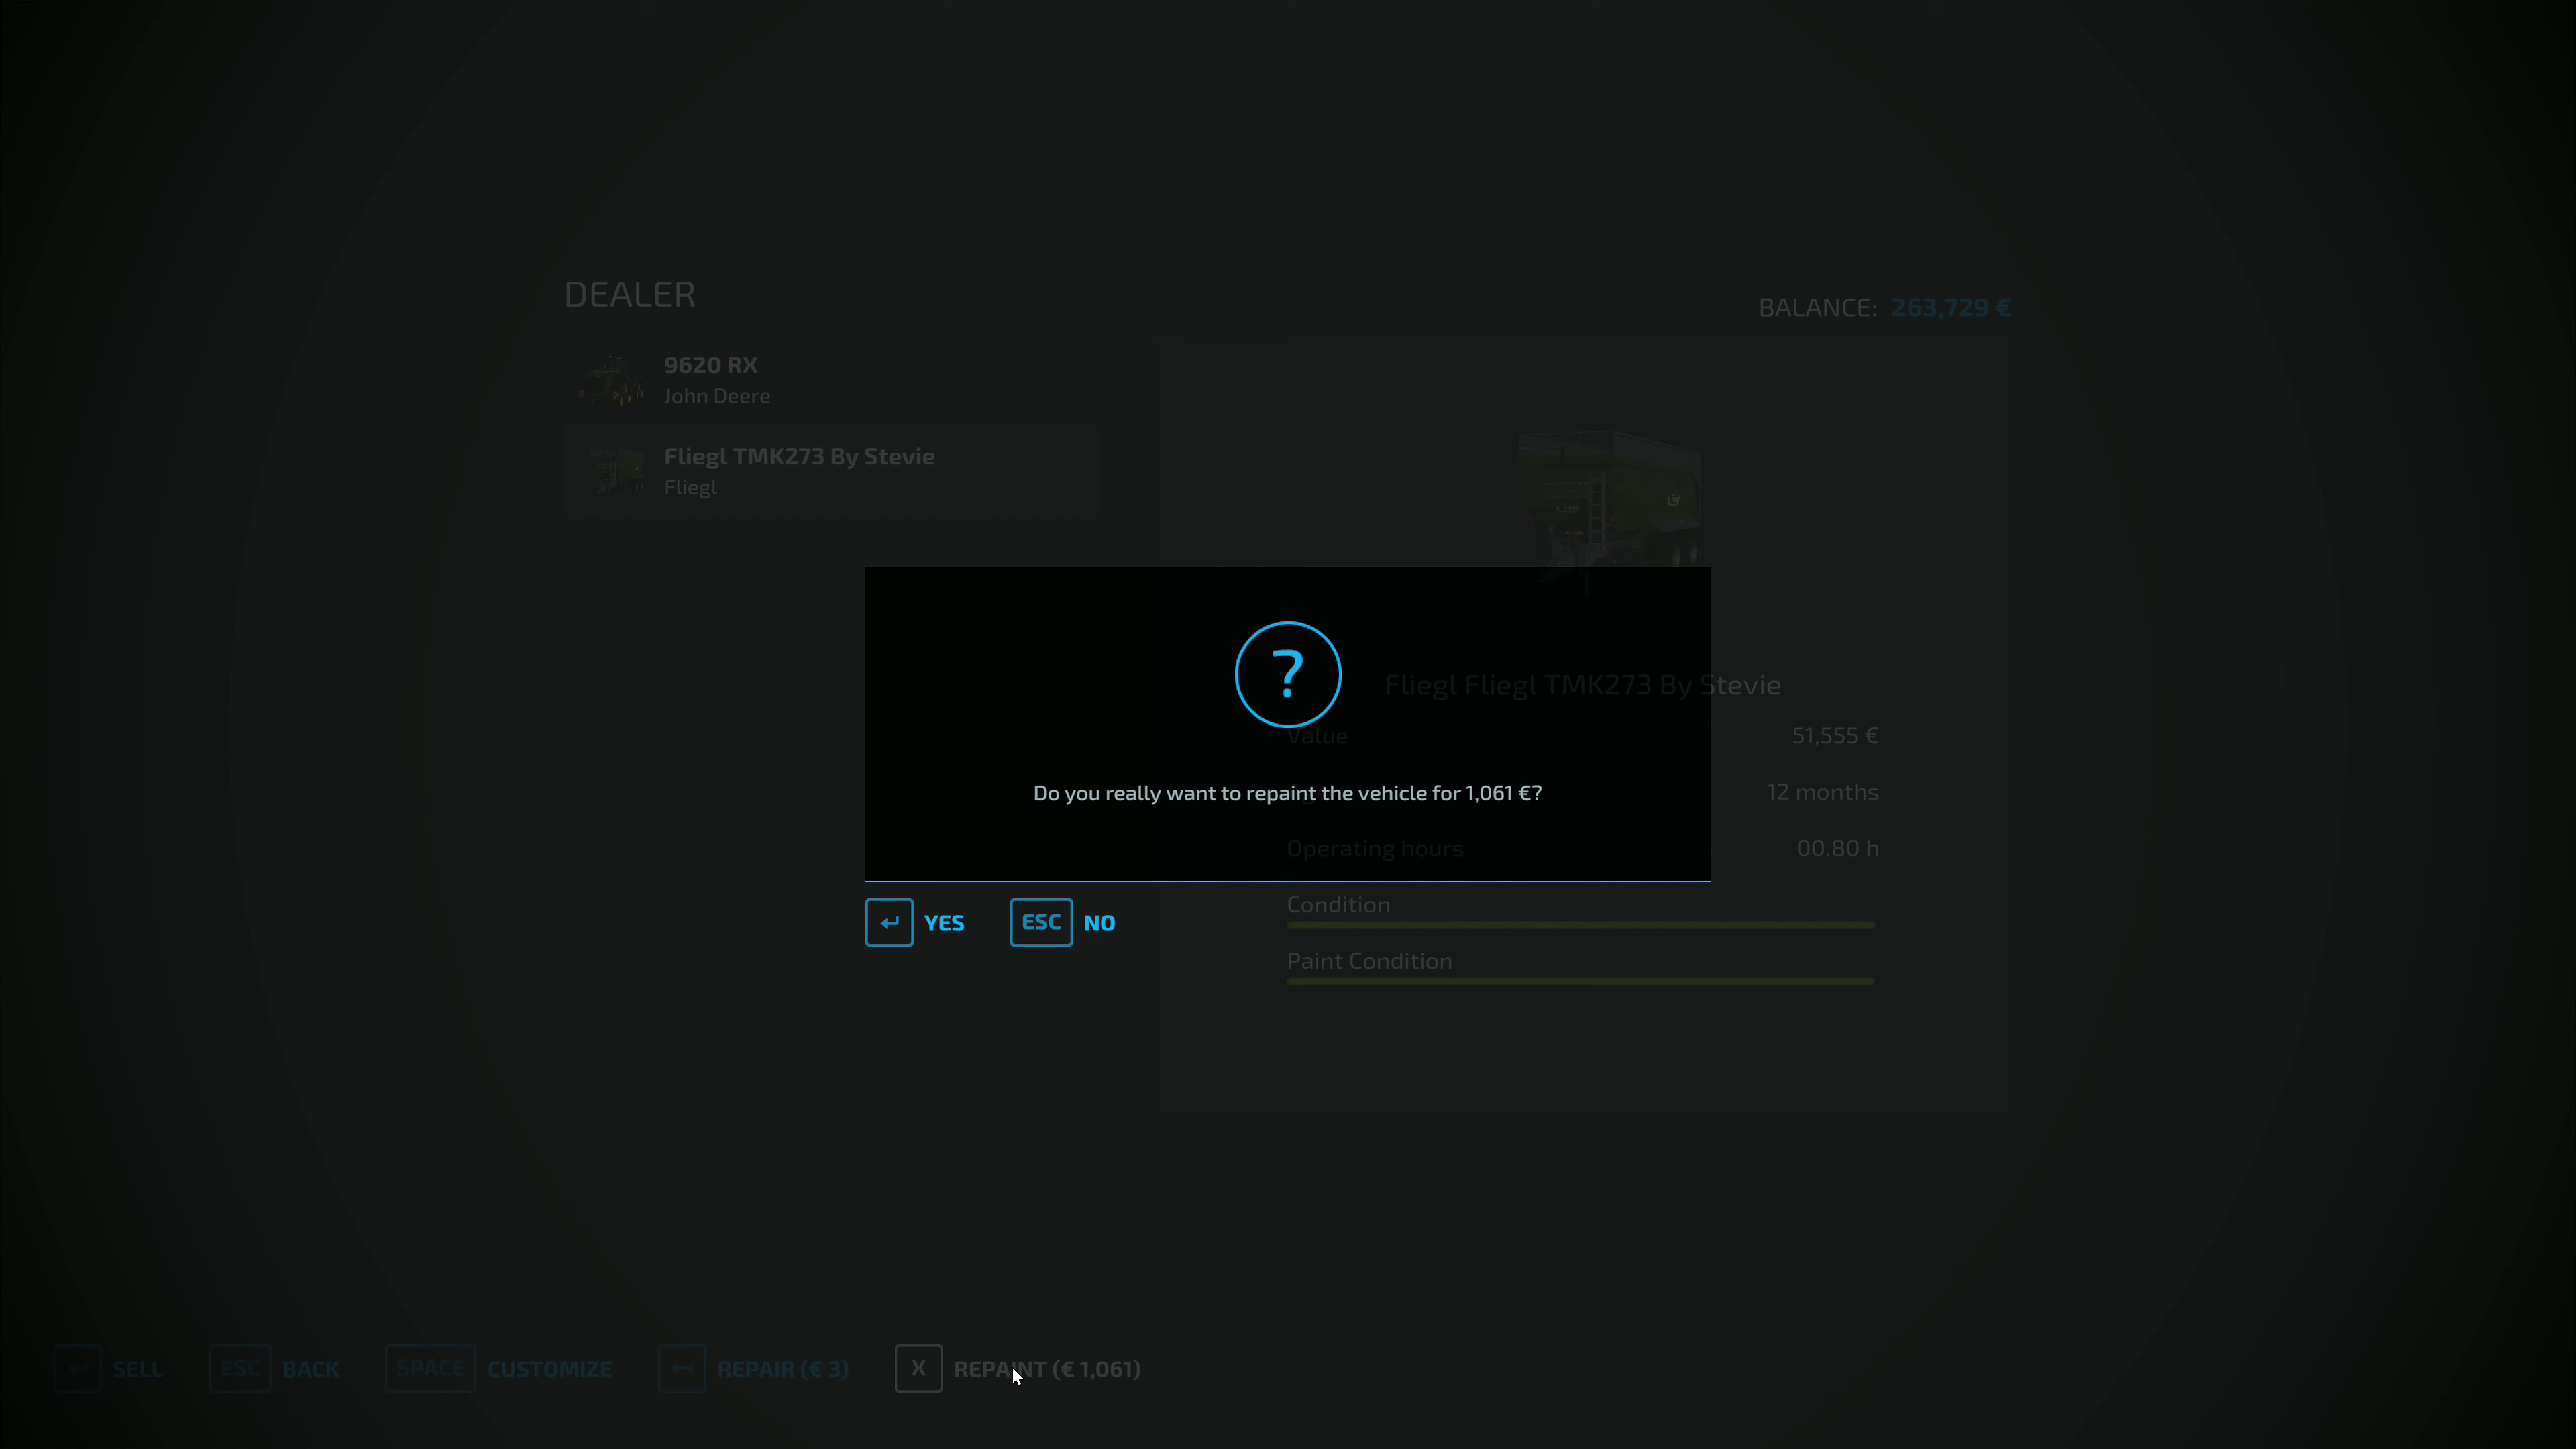 DEALER
BALANCE: 263,729 €
9620 RX
John Deere
Fliegl TMK273 By Stevie
Fliegl
?
Fliegl Fliegl TMK273 By Stevie
Value 51,555 €
Do you really want to repaint the vehicle for 1,061 €?
12 months
Operating hours 00.80 h
YES ESC NO
Condition
Paint Condition
SELL ESC BACK SPACE CUSTOMIZE REPAIR (€ 3) X REPAINT (€ 1,061)